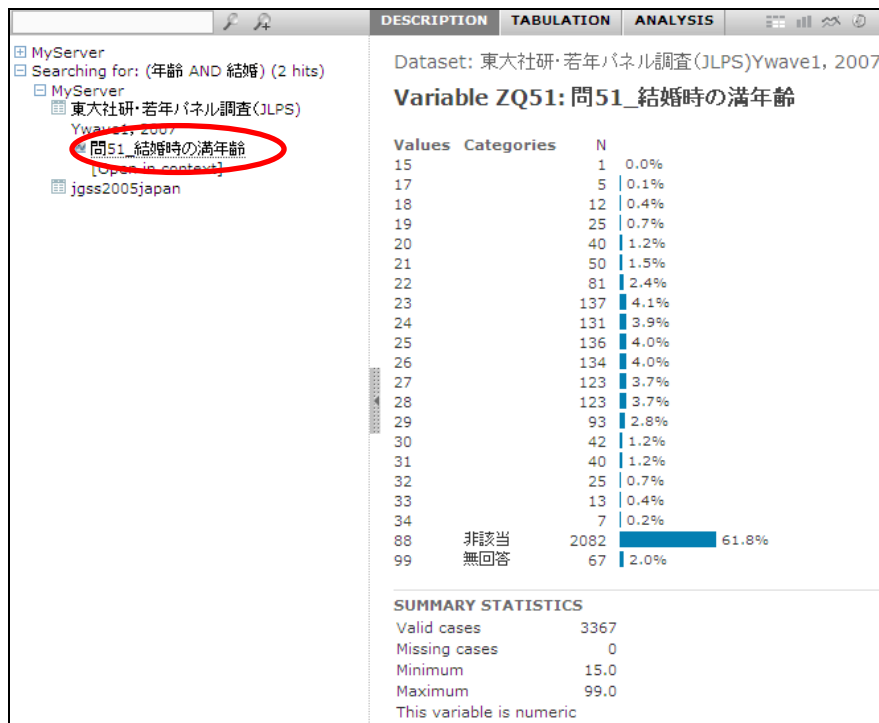 DESCRIPTION TABULATION ANALYSIS
MyServer
Searching for: (年齢 AND 結婚) (2 hits)
MyServer
東大社研・若年パネル調査(JLPS)
Ywave1, 2007
問51_結婚時の満年齢
[Open in context]
jgss2005japan
Dataset: 東大社研・若年パネル調査(JLPS)Ywave1, 2007
Variable ZQ51: 問51_結婚時の満年齢
Values Categories N
15 1 0.0%
17 5 0.1%
18 12 0.4%
19 25 0.7%
20 40 1.2%
21 50 1.5%
22 81 2.4%
23 137 4.1%
24 131 3.9%
25 136 4.0%
26 134 4.0%
27 123 3.7%
28 123 3.7%
29 93 2.8%
30 42 1.2%
31 40 1.2%
32 25 0.7%
33 13 0.4%
34 7 0.2%
88 非該当 2082 61.8%
99 無回答 67 2.0%
SUMMARY STATISTICS
Valid cases 3367
Missing cases 0
Minimum 15.0
Maximum 99.0
This variable is numeric